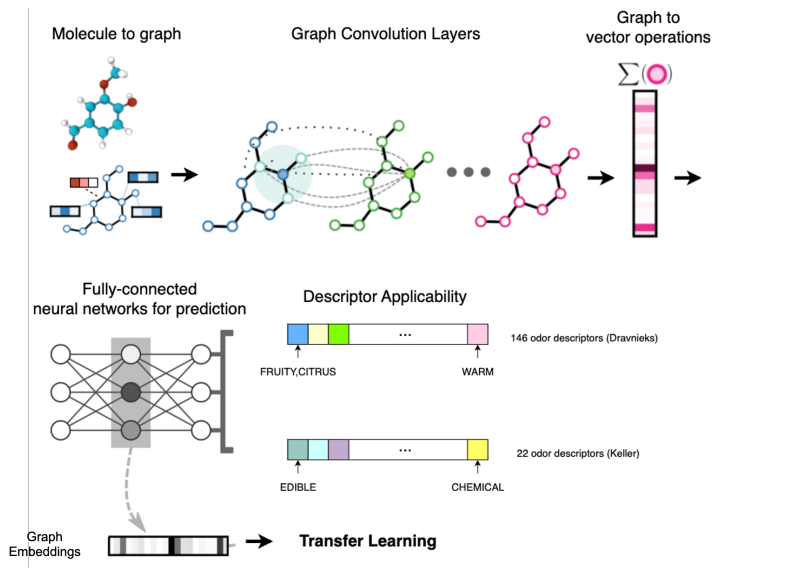 Molecule to graph
Graph Convolution Layers
Graph to
vector operations
∑( )
Fully-connected
neural networks for prediction
Descriptor Applicability
...
146 odor descriptors (Dravnieks)
FRUITY,CITRUS
WARM
...
22 odor descriptors (Keller)
EDIBLE
CHEMICAL
Graph
Embeddings
Transfer Learning